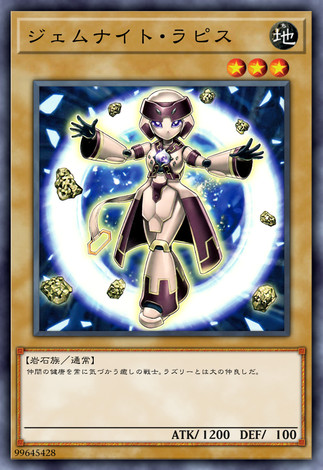 ジェムナイト・ラピス
地
【岩石族／通常】
仲間の健康を常に気づかう癒しの戦士。ラズリーとは大の仲良しだ。
ATK/ 1200 DEF/ 100
99645428